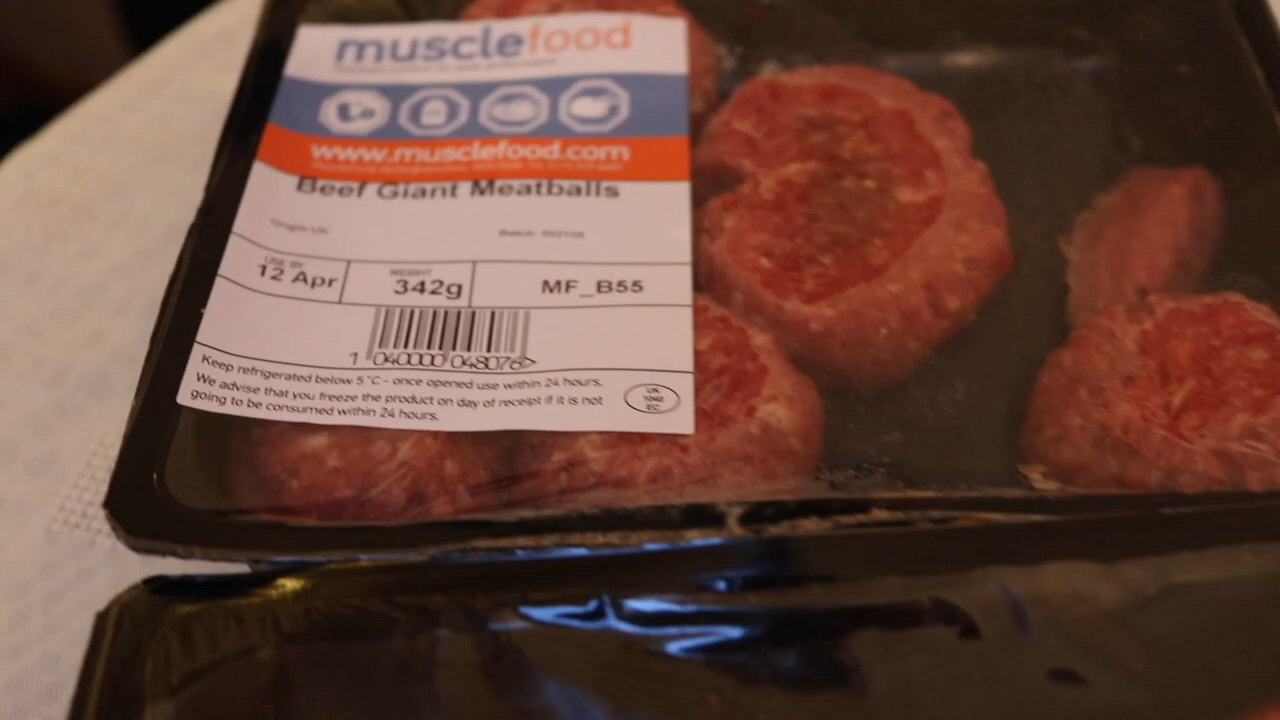 musclefood
www.musclefood.com
Beef Giant Meatballs
Origin UK
Batch:
USE BY
12 Apr
WEIGHT
342g
MF_B55
1 040000 048076>
Keep refrigerated below 5°C - once opened use within 24 hours.
We advise that you freeze the product on day of receipt if it is not
going to be consumed within 24 hours.
UK
1040
EC